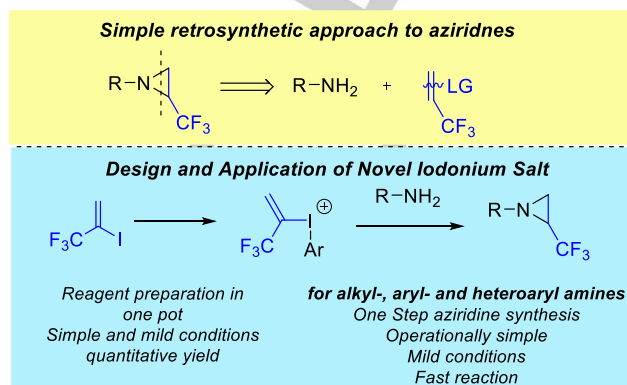 Simple retrosynthetic approach to aziridnes
R-N
CF3
R-NH2
+
LG
CF3
Design and Application of Novel Iodonium Salt
F3C
I
F3C
I
+
Ar
R-NH2
R-N
CF3
Reagent preparation in
one pot
Simple and mild conditions
quantitative yield
for alkyl-, aryl- and heteroaryl amines
One Step aziridine synthesis
Operationally simple
Mild conditions
Fast reaction